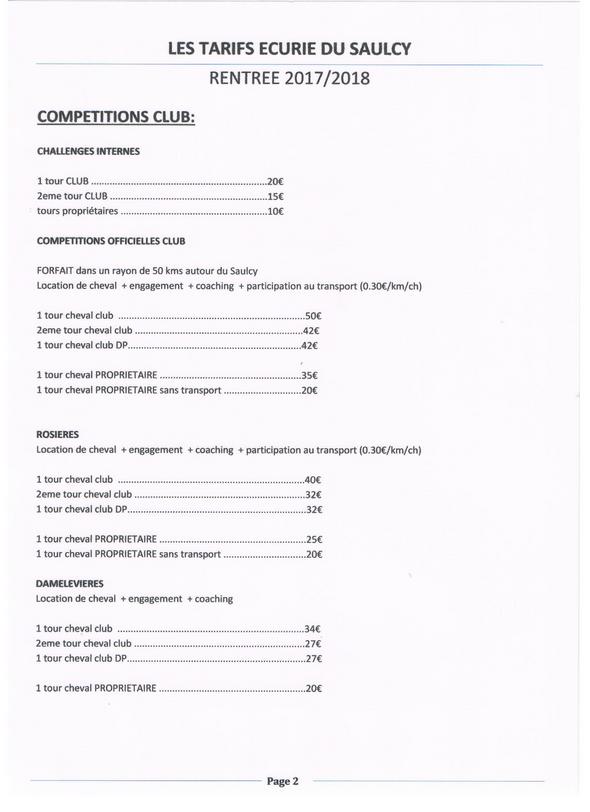 LES TARIFS ECURIE DU SAULCY
RENTREE 2017/2018
COMPETITIONS CLUB:
CHALLENGES INTERNES
1 tour CLUB ....................................................................20€
2eme tour CLUB .............................................................15€
tours propriétaires .........................................................10€
COMPETITIONS OFFICIELLES CLUB
FORFAIT dans un rayon de 50 kms autour du Saulcy
Location de cheval + engagement + coaching + participation au transport (0.30€/km/ch)
1 tour cheval club ........................................................................50€
2eme tour cheval club .................................................................42€
1 tour cheval club DP...................................................................42€
1 tour cheval PROPRIETAIRE .......................................................35€
1 tour cheval PROPRIETAIRE sans transport ..............................20€
ROSIERES
Location de cheval + engagement + coaching + participation au transport (0.30€/km/ch)
1 tour cheval club ........................................................................40€
2eme tour cheval club ..................................................................32€
1 tour cheval club DP.....................................................................32€
1 tour cheval PROPRIETAIRE .........................................................25€
1 tour cheval PROPRIETAIRE sans transport ................................20€
DAMELEVIERES
Location de cheval + engagement + coaching
1 tour cheval club ........................................................................34€
2eme tour cheval club ..................................................................27€
1 tour cheval club DP.....................................................................27€
1 tour cheval PROPRIETAIRE .........................................................20€
Page 2